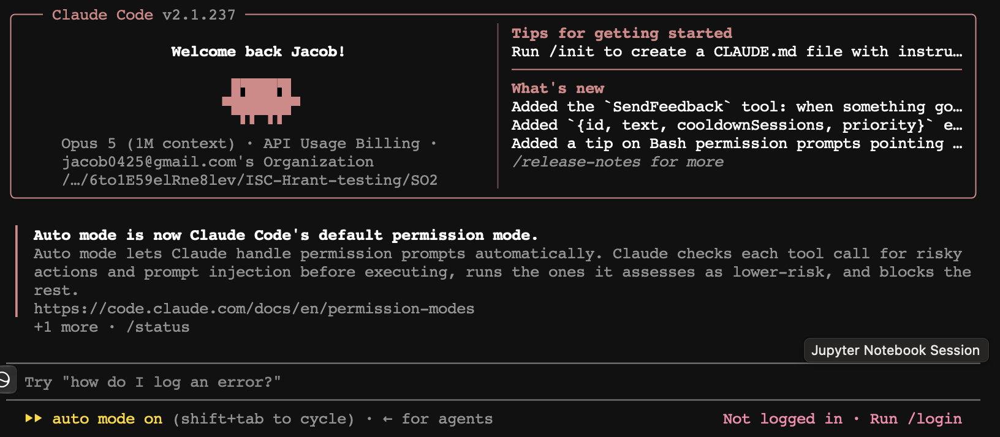 Claude Code v2.1.237
Welcome back Jacob!
Opus 5 (1M context) · API Usage Billing ·
jacob0425@gmail.com's Organization
/…/6to1E59elRne8lev/ISC-Hrant-testing/SO2
Tips for getting started
Run /init to create a CLAUDE.md file with instru…
What's new
Added the `SendFeedback` tool: when something go…
Added `{id, text, cooldownSessions, priority}` e…
Added a tip on Bash permission prompts pointing …
/release-notes for more
Auto mode is now Claude Code's default permission mode.
Auto mode lets Claude handle permission prompts automatically. Claude checks each tool call for risky
actions and prompt injection before executing, runs the ones it assesses as lower-risk, and blocks the
rest.
https://code.claude.com/docs/en/permission-modes
+1 more · /status
Jupyter Notebook Session
Try "how do I log an error?"
⏵⏵ auto mode on (shift+tab to cycle) · ← for agents
Not logged in · Run /login